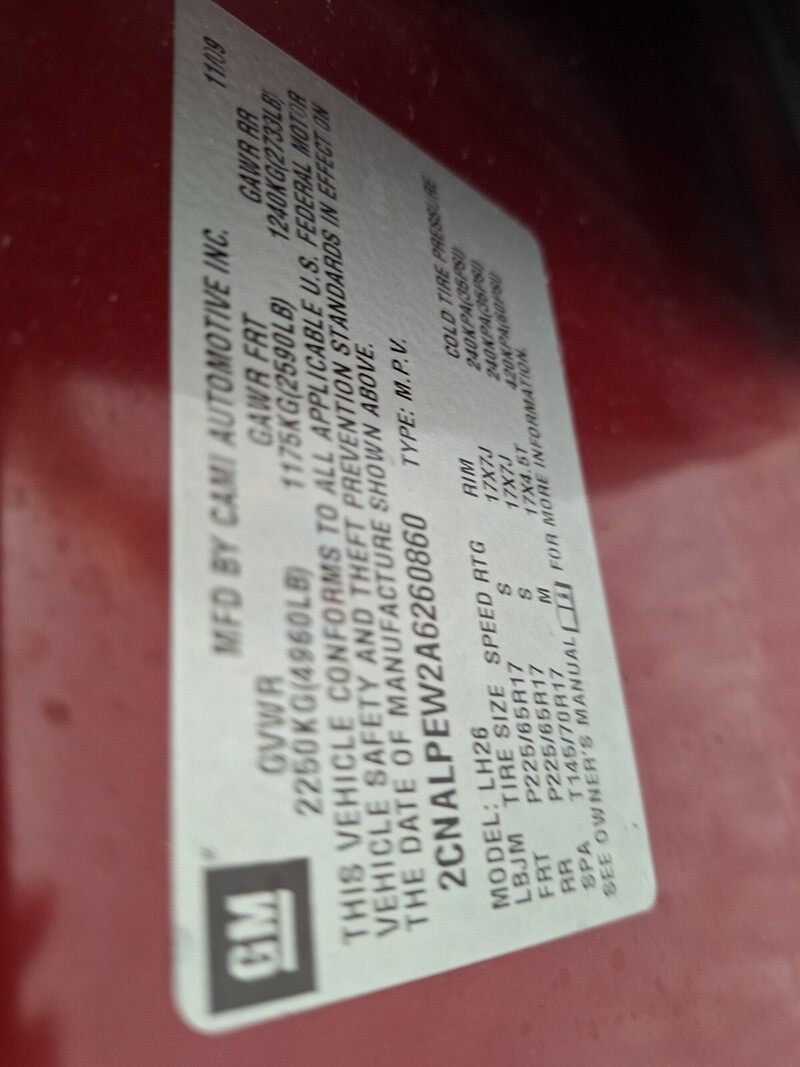 GM
MFD BY CAMI AUTOMOTIVE INC. 11/09
GVWR GAWR FRT GAWR RR
2250KG(4960LB) 1175KG(2590LB) 1240KG(2733LB)
THIS VEHICLE CONFORMS TO ALL APPLICABLE U.S. FEDERAL MOTOR
VEHICLE SAFETY AND THEFT PREVENTION STANDARDS IN EFFECT ON
THE DATE OF MANUFACTURE SHOWN ABOVE.
2CNALPEW2A6260860 TYPE: M.P.V.
MODEL: LH26
LBJM TIRE SIZE SPEED RTG RIM COLD TIRE PRESSURE
FRT P225/65R17 S 17X7J 240KPA(35PSI)
RR P225/65R17 S 17X7J 240KPA(35PSI)
SPA T145/70R17 M 17X4.5T 420KPA(60PSI)
SEE OWNER'S MANUAL FOR MORE INFORMATION.